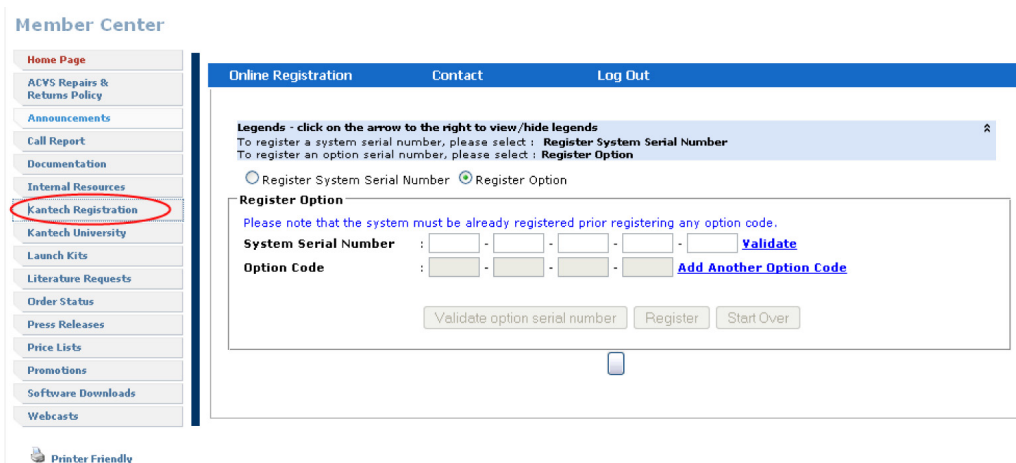 Member Center
Home Page
ACVS Repairs &
Returns Policy
Announcements
Call Report
Documentation
Internal Resources
Kantech Registration
Kantech University
Launch Kits
Literature Requests
Order Status
Press Releases
Price Lists
Promotions
Software Downloads
Webcasts
Printer Friendly
Online Registration Contact Log Out
Legends - click on the arrow to the right to view/hide legends
To register a system serial number, please select : Register System Serial Number
To register an option serial number, please select : Register Option
Register System Serial Number Register Option
Register Option
Please note that the system must be already registered prior registering any option code.
System Serial Number : - - - - Validate
Option Code : - - - Add Another Option Code
Validate option serial number Register Start Over